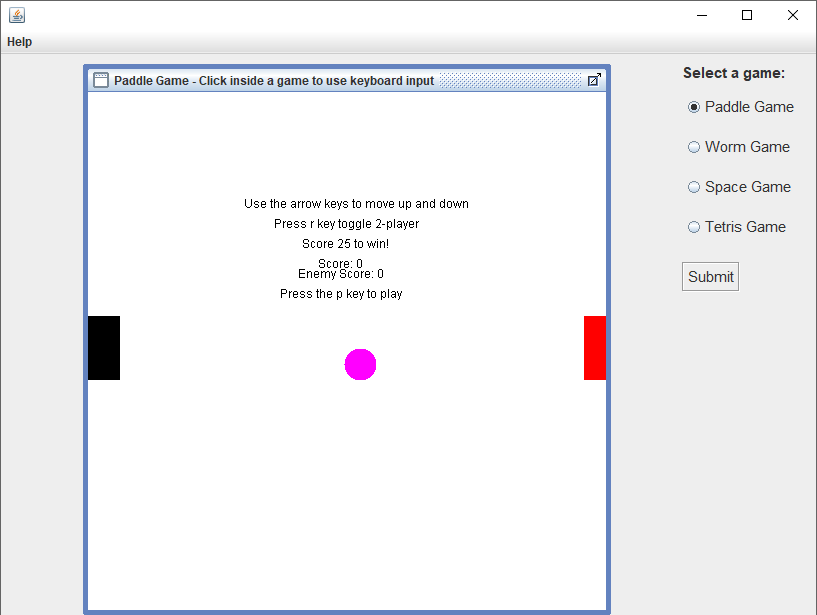 Help
Paddle Game - Click inside a game to use keyboard input
Use the arrow keys to move up and down
Press r key toggle 2-player
Score 25 to win!
Score: 0
Enemy Score: 0
Press the p key to play
Select a game:
Paddle Game
Worm Game
Space Game
Tetris Game
Submit